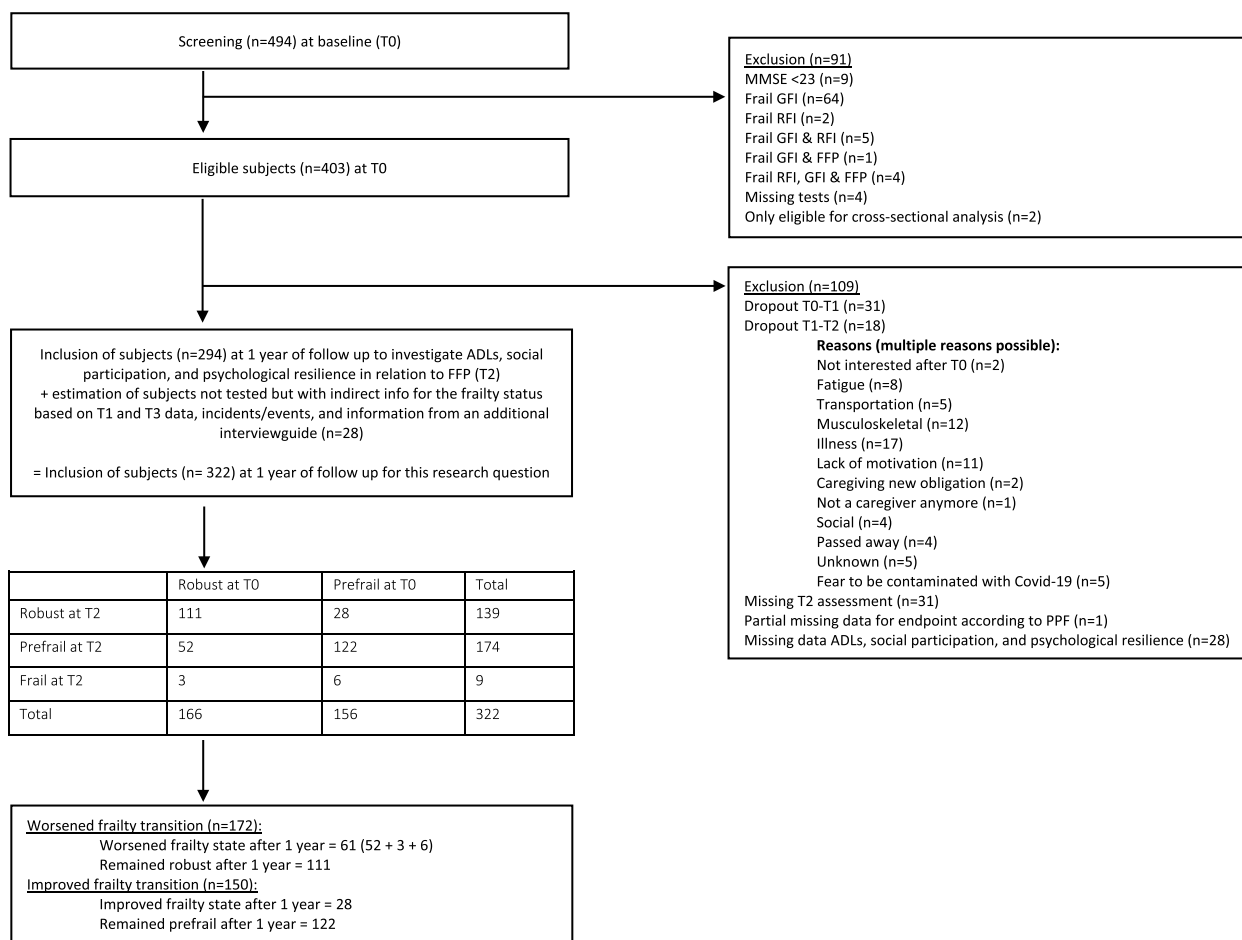 Screening (n=494) at baseline (T0)
Exclusion (n=91)
MMSE <23 (n=9)
Frail GFI (n=64)
Frail RFI (n=2)
Frail GFI & RFI (n=5)
Frail GFI & FFP (n=1)
Frail RFI, GFI & FFP (n=4)
Missing tests (n=4)
Only eligible for cross-sectional analysis (n=2)
Eligible subjects (n=403) at T0
Exclusion (n=109)
Dropout T0-T1 (n=31)
Dropout T1-T2 (n=18)
Reasons (multiple reasons possible):
Not interested after T0 (n=2)
Fatigue (n=8)
Transportation (n=5)
Musculoskeletal (n=12)
Illness (n=17)
Lack of motivation (n=11)
Caregiving new obligation (n=2)
Not a caregiver anymore (n=1)
Social (n=4)
Passed away (n=4)
Unknown (n=5)
Fear to be contaminated with Covid-19 (n=5)
Missing T2 assessment (n=31)
Partial missing data for endpoint according to PPF (n=1)
Missing data ADLs, social participation, and psychological resilience (n=28)
Inclusion of subjects (n=294) at 1 year of follow up to investigate ADLs, social
participation, and psychological resilience in relation to FFP (T2)
+ estimation of subjects not tested but with indirect info for the frailty status
based on T1 and T3 data, incidents/events, and information from an additional
interviewguide (n=28)
= Inclusion of subjects (n= 322) at 1 year of follow up for this research question
Robust at T0 Prefrail at T0 Total
Robust at T2 111 28 139
Prefrail at T2 52 122 174
Frail at T2 3 6 9
Total 166 156 322
Worsened frailty transition (n=172):
Worsened frailty state after 1 year = 61 (52 + 3 + 6)
Remained robust after 1 year = 111
Improved frailty transition (n=150):
Improved frailty state after 1 year = 28
Remained prefrail after 1 year = 122